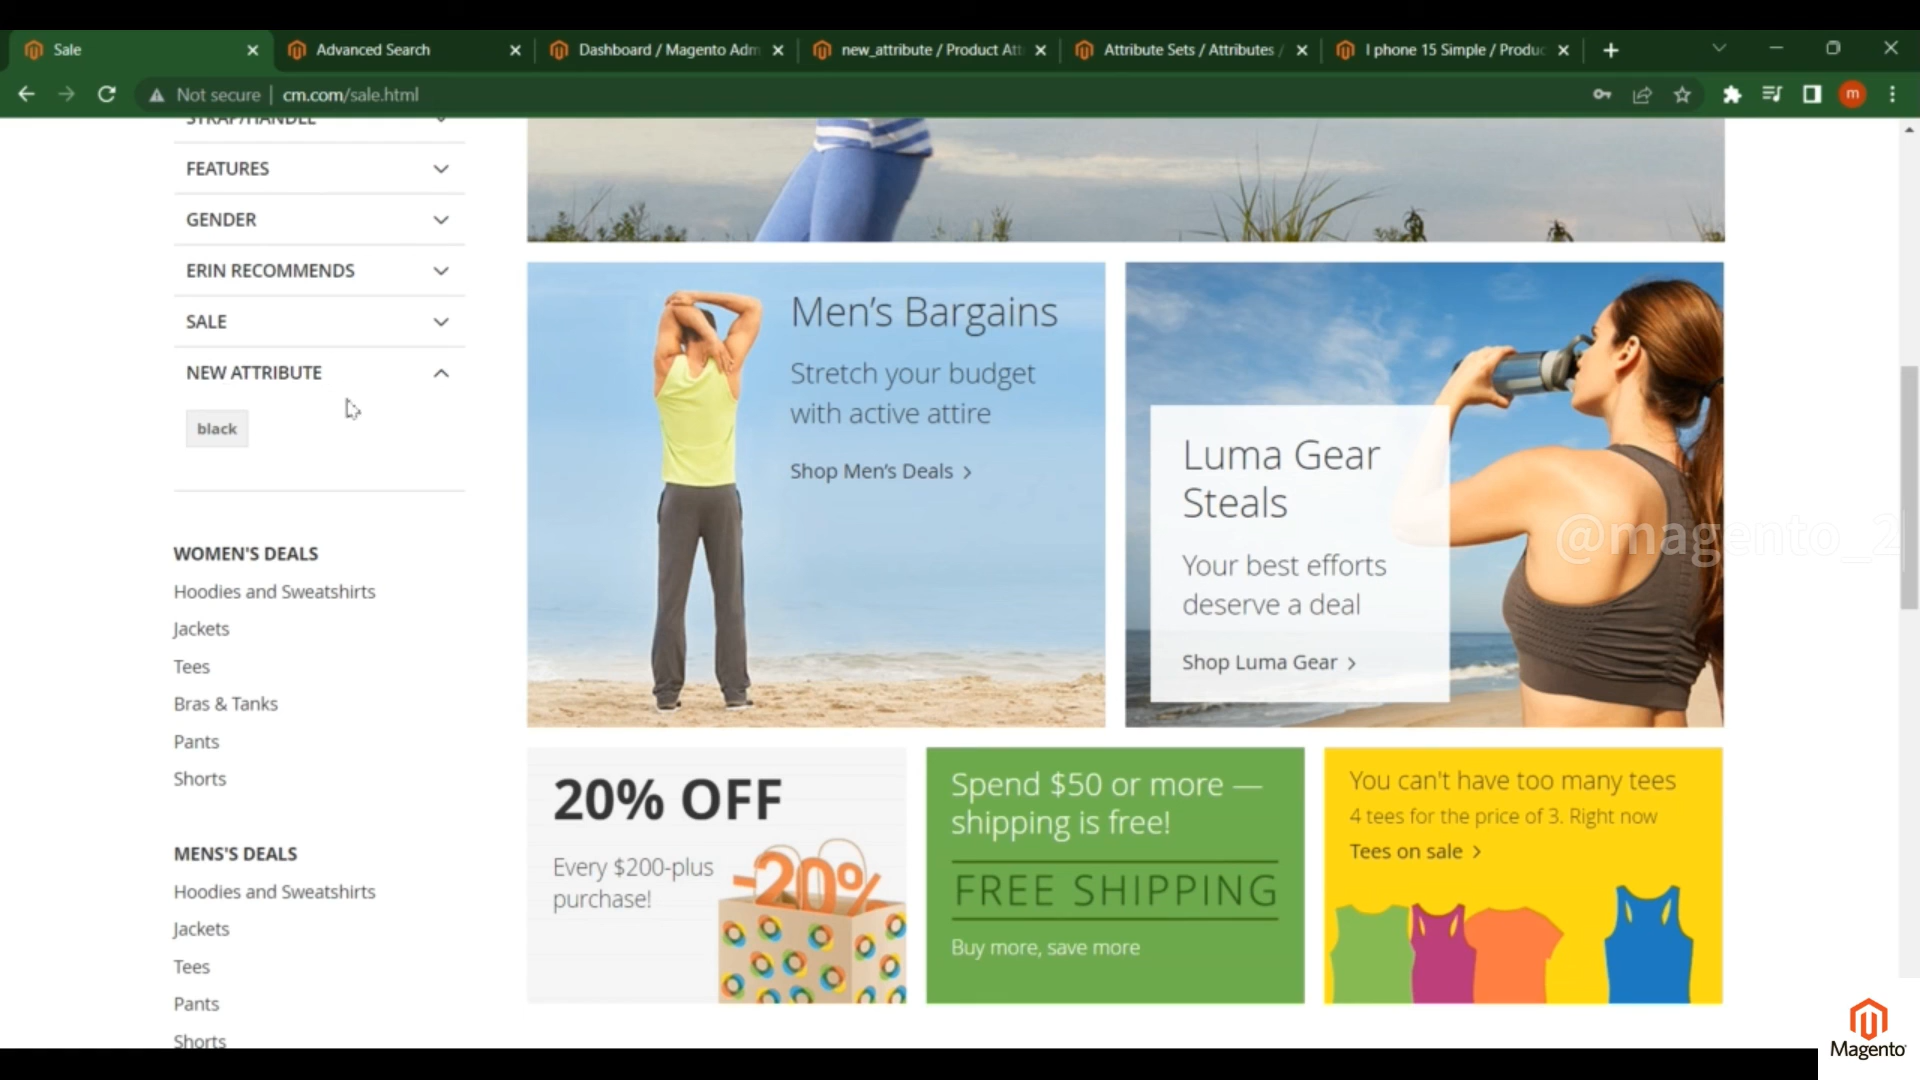 Sale
Advanced Search
Dashboard / Magento Adm
new_attribute / Product Att
Attribute Sets / Attributes /
I phone 15 Simple / Produc
Not secure
cm.com/sale.html
m
STRAP/HANDLE
FEATURES
GENDER
ERIN RECOMMENDS
SALE
NEW ATTRIBUTE
black
WOMEN'S DEALS
Hoodies and Sweatshirts
Jackets
Tees
Bras & Tanks
Pants
Shorts
MENS'S DEALS
Hoodies and Sweatshirts
Jackets
Tees
Pants
Shorts
Men's Bargains
Stretch your budget
with active attire
Shop Men's Deals
Luma Gear
Steals
Your best efforts
deserve a deal
Shop Luma Gear
@magento_2
20% OFF
Every $200-plus
purchase!
-20%
Spend $50 or more —
shipping is free!
FREE SHIPPING
Buy more, save more
You can't have too many tees
4 tees for the price of 3. Right now
Tees on sale
Magento